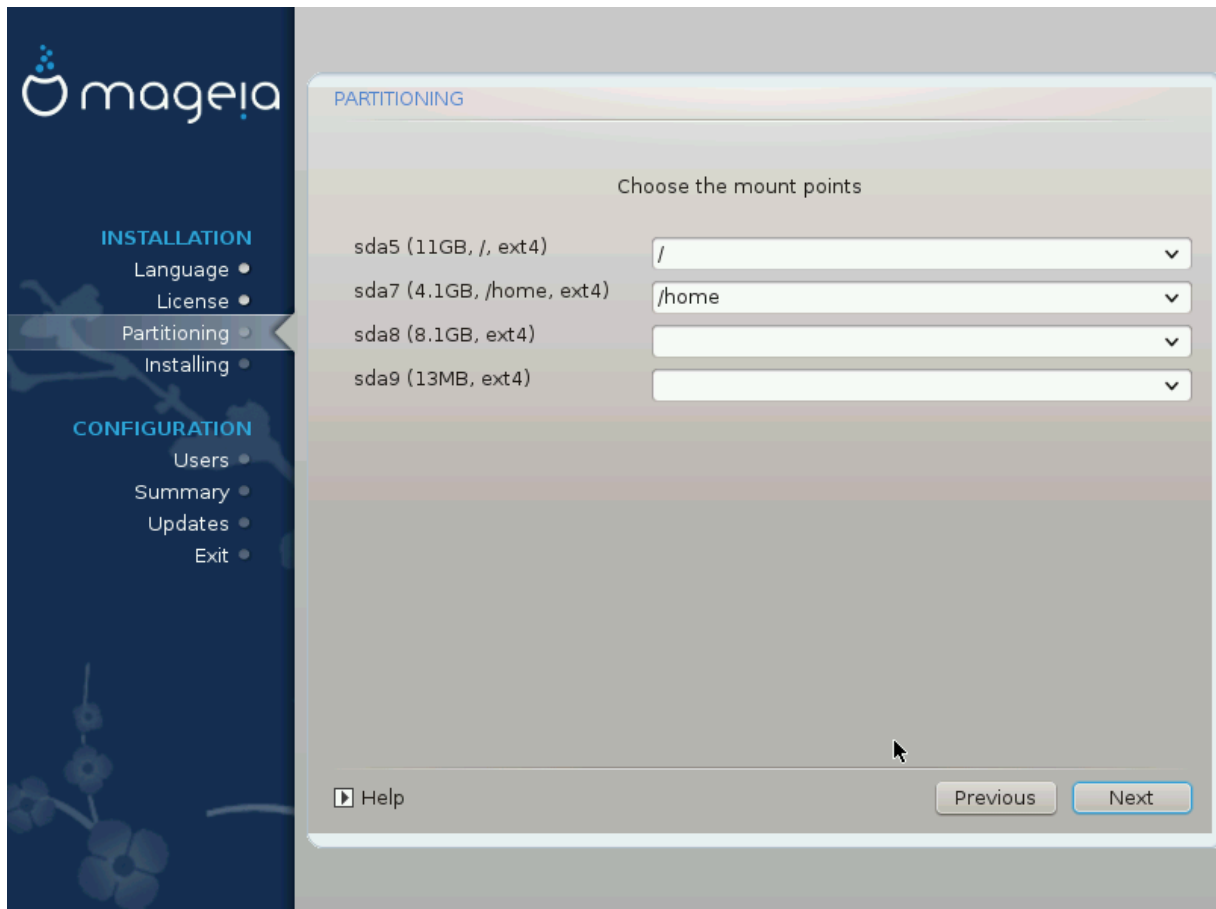 mageia
INSTALLATION
Language
License
Partitioning
Installing
CONFIGURATION
Users
Summary
Updates
Exit
PARTITIONING
Choose the mount points
sda5 (11GB, /, ext4) /
sda7 (4.1GB, /home, ext4) /home
sda8 (8.1GB, ext4)
sda9 (13MB, ext4)
Help Previous Next